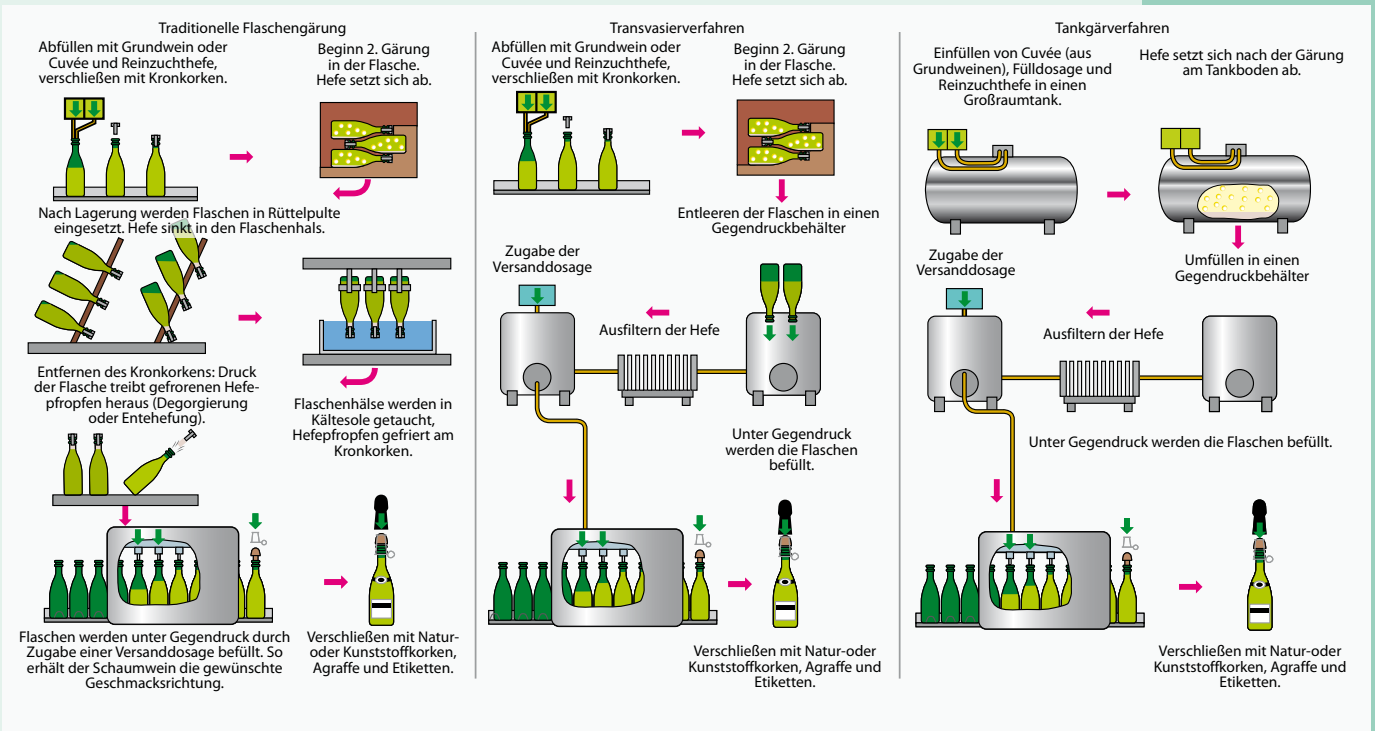 Traditionelle Flaschengärung
Abfüllen mit Grundwein oder
Cuvée und Reinzuchthefe,
verschließen mit Kronkorken.
Beginn 2. Gärung
in der Flasche.
Hefe setzt sich ab.
Nach Lagerung werden Flaschen in Rüttelpulte
eingesetzt. Hefe sinkt in den Flaschenhals.
Entfernen des Kronkorkens: Druck
der Flasche treibt gefrorenen Hefe-
pfropfen heraus (Degorgierung
oder Entehefung).
Flaschenhälse werden in
Kältesole getaucht,
Hefepfropfen gefriert am
Kronkorken.
Flaschen werden unter Gegendruck durch
Zugabe einer Versanddosage befüllt. So
erhält der Schaumwein die gewünschte
Geschmacksrichtung.
Verschließen mit Natur-
oder Kunststoffkorken,
Agraffe und Etiketten.
Transvasierverfahren
Abfüllen mit Grundwein oder
Cuvée und Reinzuchthefe,
verschließen mit Kronkorken.
Beginn 2. Gärung
in der Flasche.
Hefe setzt sich ab.
Entleeren der Flaschen in einen
Gegendruckbehälter
Zugabe der
Versanddosage
Ausfiltern der Hefe
Unter Gegendruck
werden die Flaschen
befüllt.
Verschließen mit Natur-oder
Kunststoffkorken, Agraffe und
Etiketten.
Tankgärverfahren
Einfüllen von Cuvée (aus
Grundweinen), Fülldosage und
Reinzuchthefe in einen
Großraumtank.
Hefe setzt sich nach der Gärung
am Tankboden ab.
Umfüllen in einen
Gegendruckbehälter
Zugabe der
Versanddosage
Ausfiltern der Hefe
Unter Gegendruck werden die Flaschen befüllt.
Verschließen mit Natur-oder
Kunststoffkorken, Agraffe und
Etiketten.